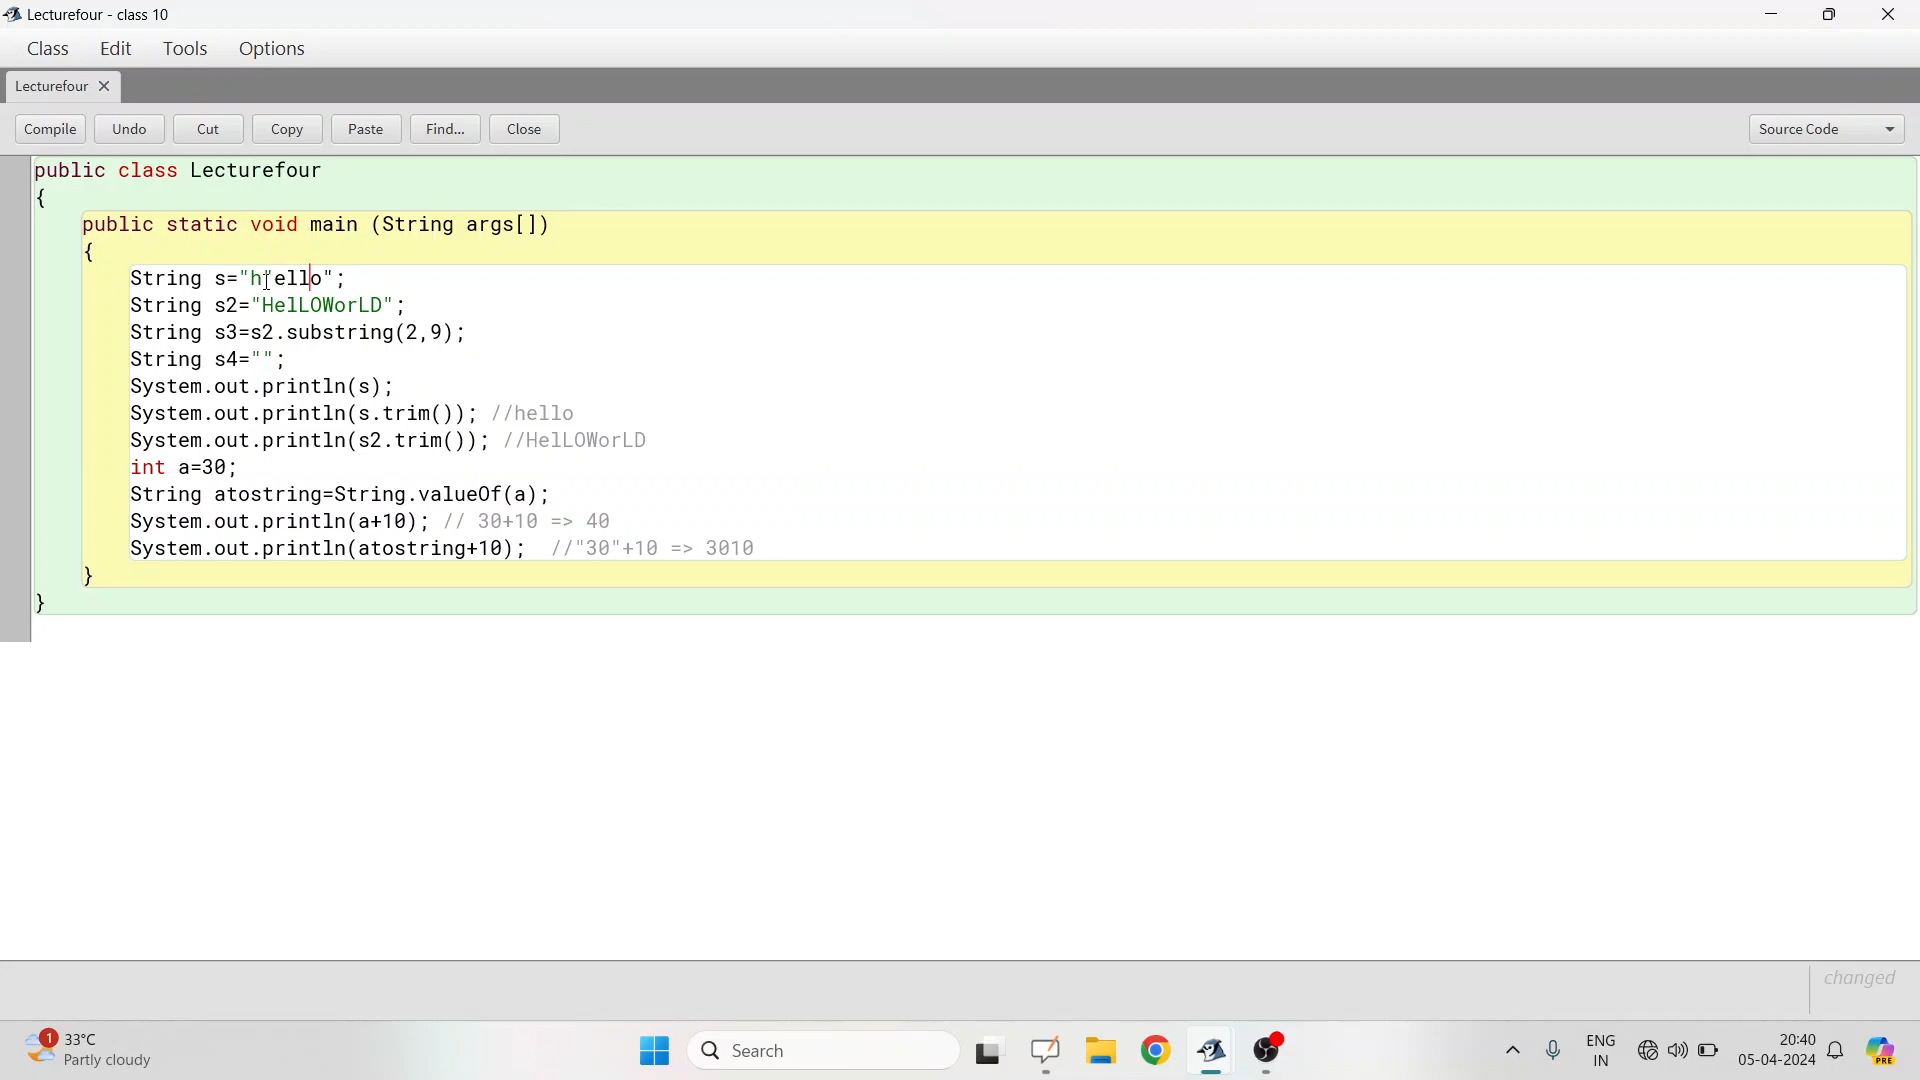 Lecturefour - class 10
Class Edit Tools Options
Lecturefour
Compile Undo Cut Copy Paste Find... Close Source Code
public class Lecturefour
{
public static void main (String args[])
{
String s="h"ello";
String s2="HelLOWorLD";
String s3=s2.substring(2,9);
String s4="";
System.out.println(s);
System.out.println(s.trim()); //hello
System.out.println(s2.trim()); //HelLOWorLD
int a=30;
String atostring=String.valueOf(a);
System.out.println(a+10); // 30+10 => 40
System.out.println(atostring+10); //"30"+10 => 3010
}
}
changed
1 33°C
Partly cloudy
Search
ENG
IN
20:40
05-04-2024
PRE